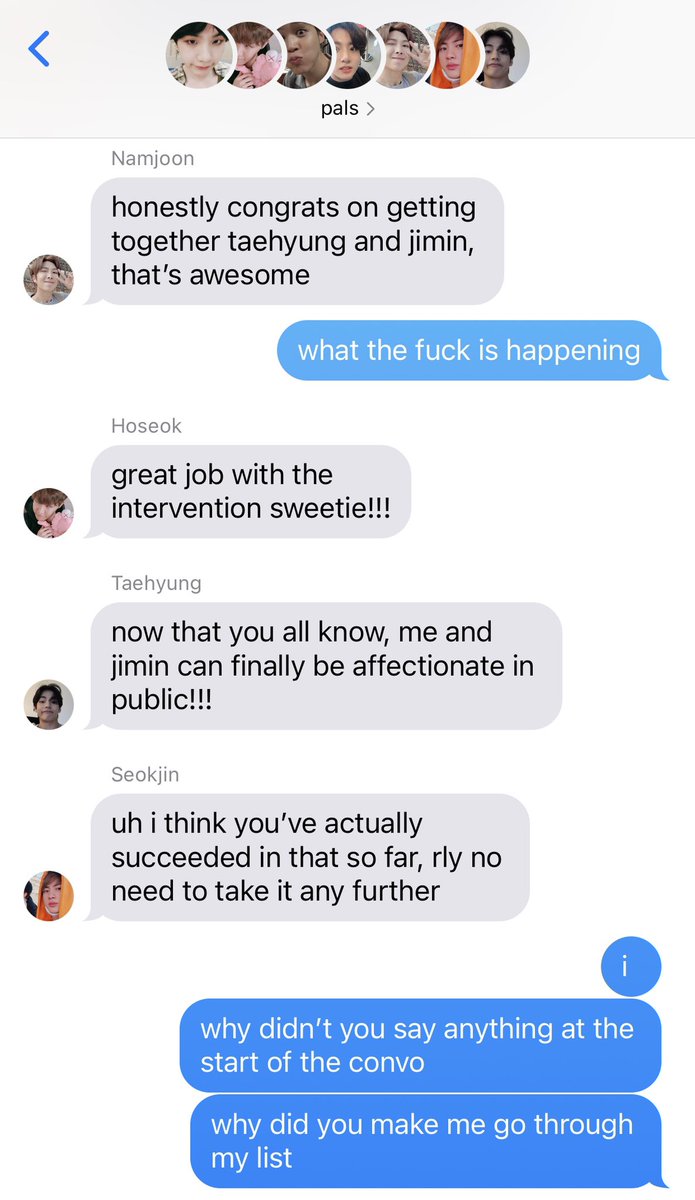 pals
Namjoon
honestly congrats on getting
together taehyung and jimin,
that’s awesome
what the fuck is happening
Hoseok
great job with the
intervention sweetie!!!
Taehyung
now that you all know, me and
jimin can finally be affectionate in
public!!!
Seokjin
uh i think you’ve actually
succeeded in that so far, rly no
need to take it any further
i
why didn’t you say anything at the
start of the convo
why did you make me go through
my list